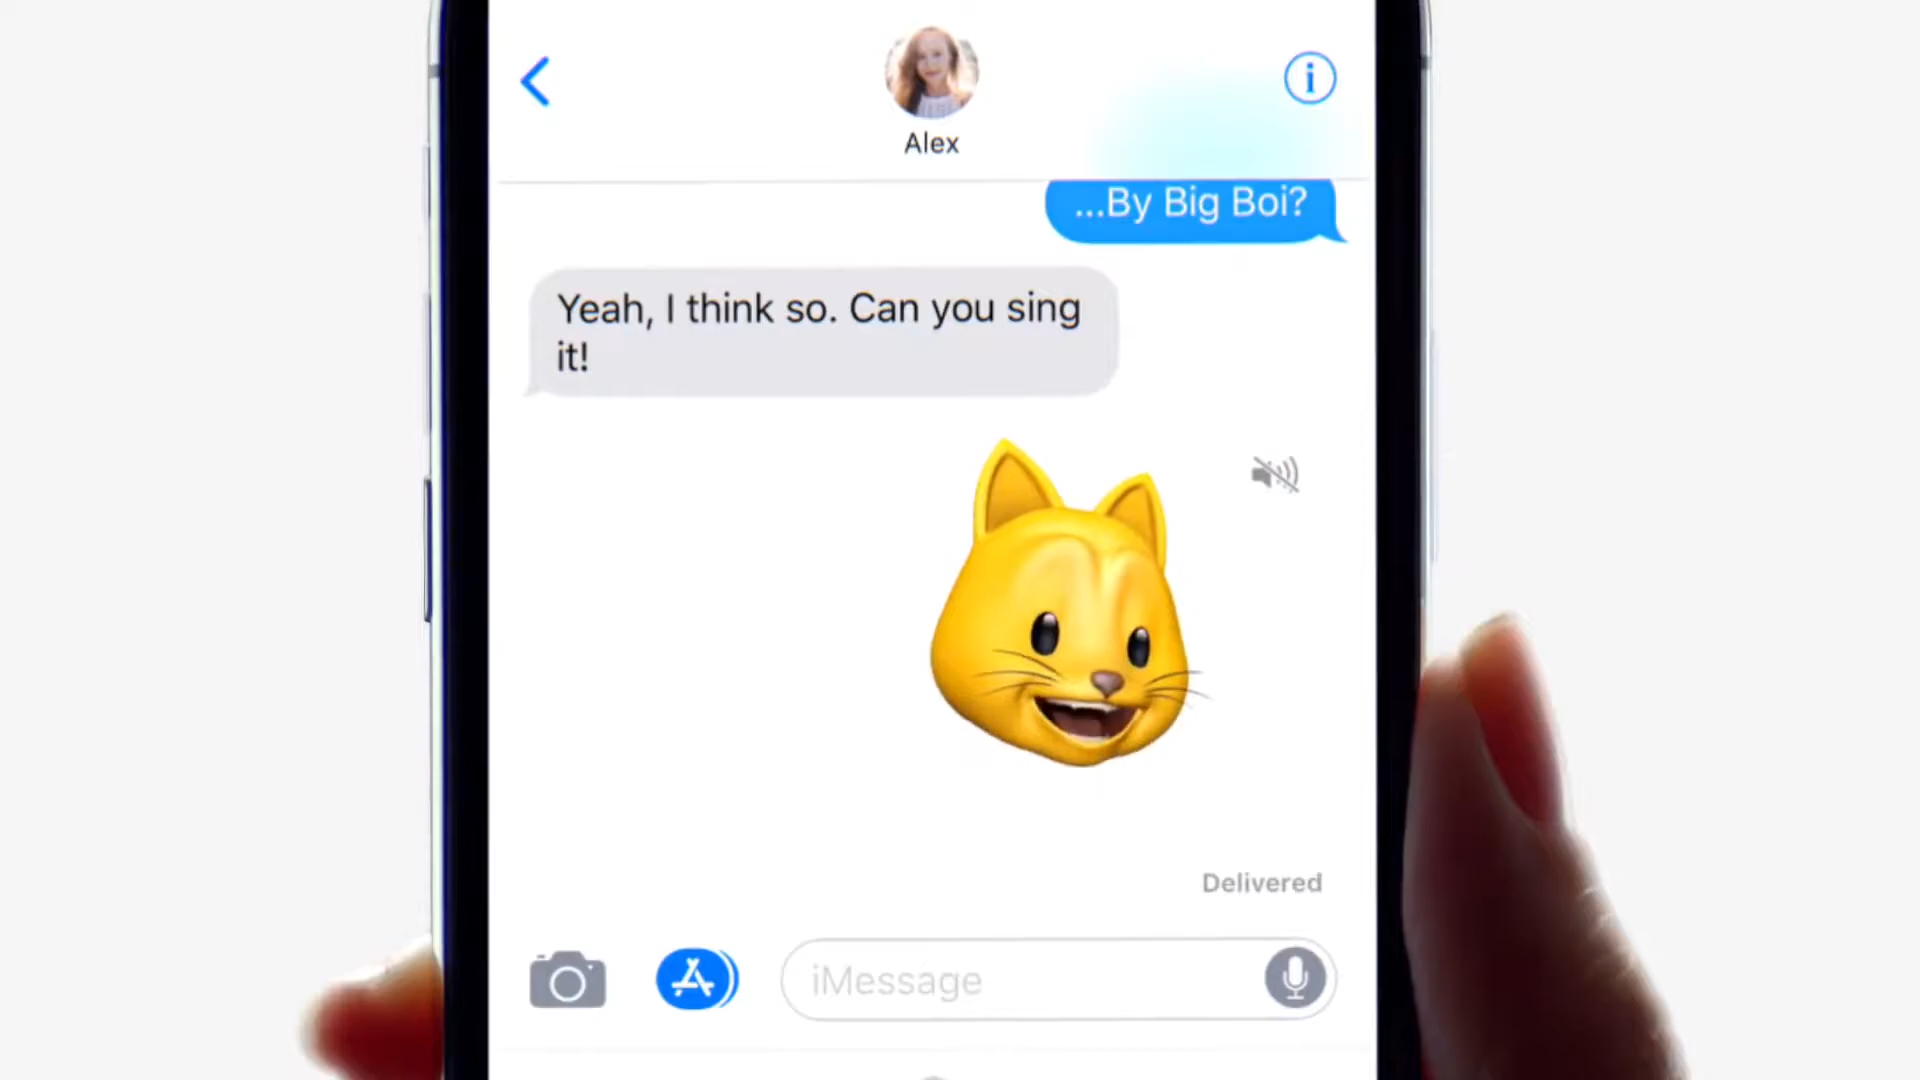 Alex
...By Big Boi?
Yeah, I think so. Can you sing
it!
Delivered
iMessage